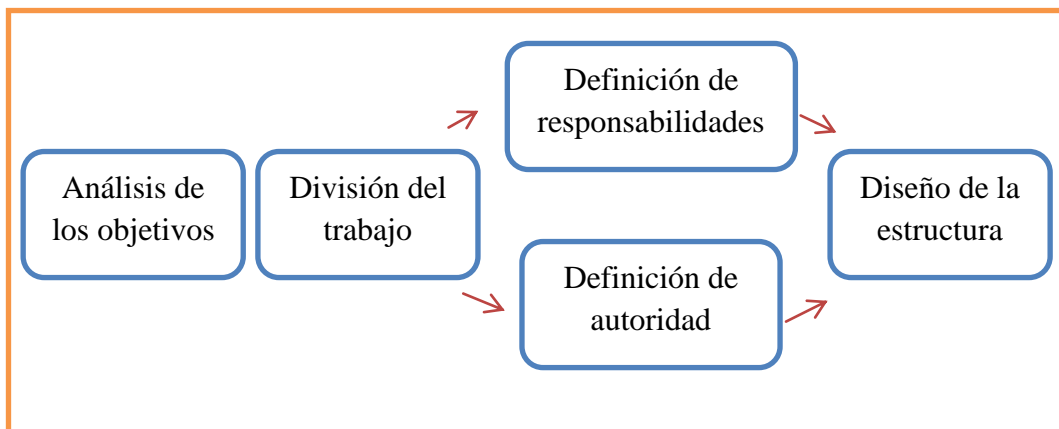 Análisis de
los objetivos
División del
trabajo
Definición de
responsabilidades
Definición de
autoridad
Diseño de la
estructura